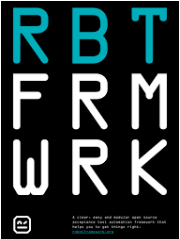 RBT
FRM
WRK
A clear, easy and modular open source
acceptance test automation framework that
helps you to get things right.
robotframework.org